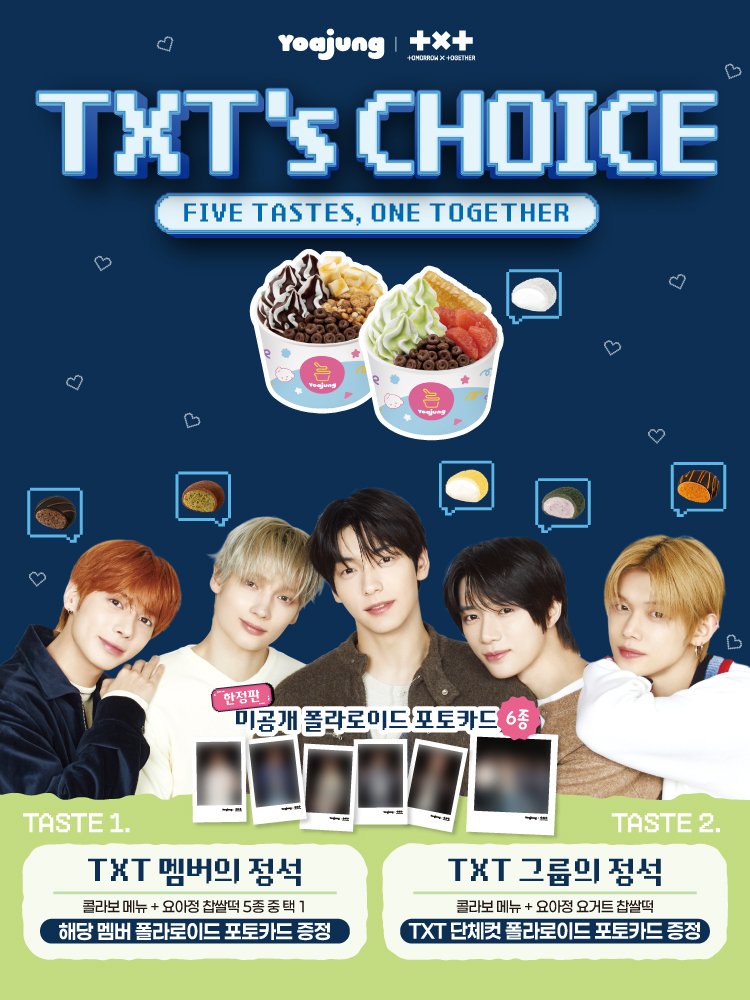 Yoajung | TXT
TOMORROW X TOGETHER
TXT's CHOICE
FIVE TASTES, ONE TOGETHER
Yoajung
Yoajung
한정판
미공개 폴라로이드 포토카드 6종
TASTE 1.
TXT 멤버의 정석
콜라보 메뉴 + 요아정 찹쌀떡 5종 중 택 1
해당 멤버 폴라로이드 포토카드 증정
TASTE 2.
TXT 그룹의 정석
콜라보 메뉴 + 요아정 요거트 찹쌀떡
TXT 단체컷 폴라로이드 포토카드 증정